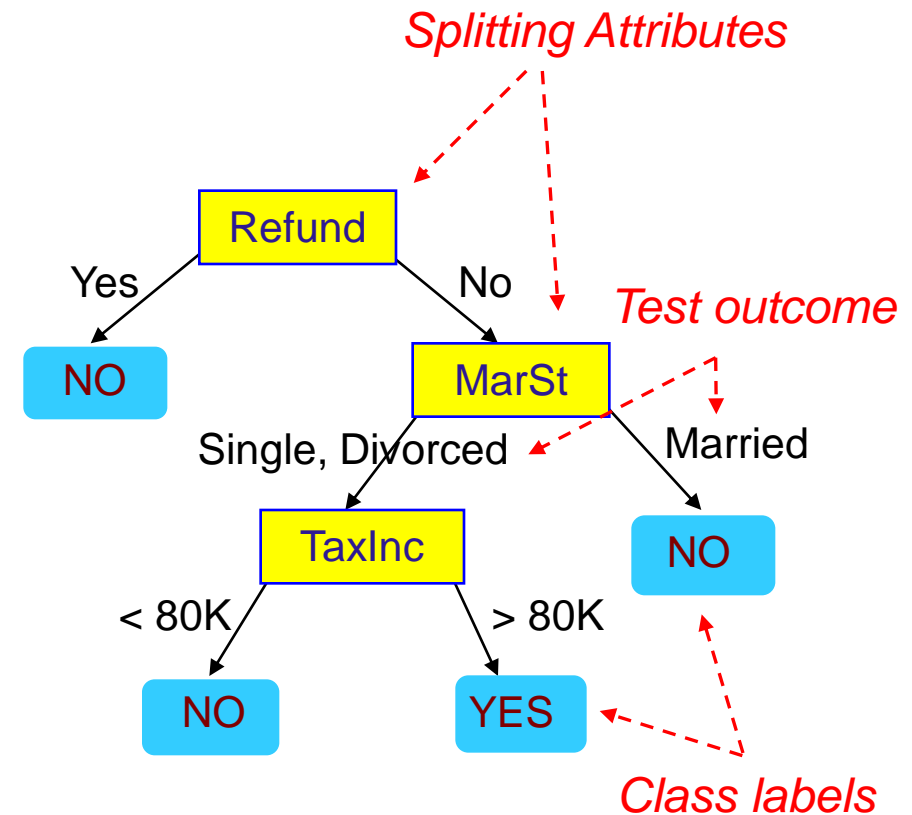 Splitting Attributes
Refund
Yes
No
Test outcome
NO
MarSt
Single, Divorced
Married
TaxInc
NO
< 80K
> 80K
NO
YES
Class labels